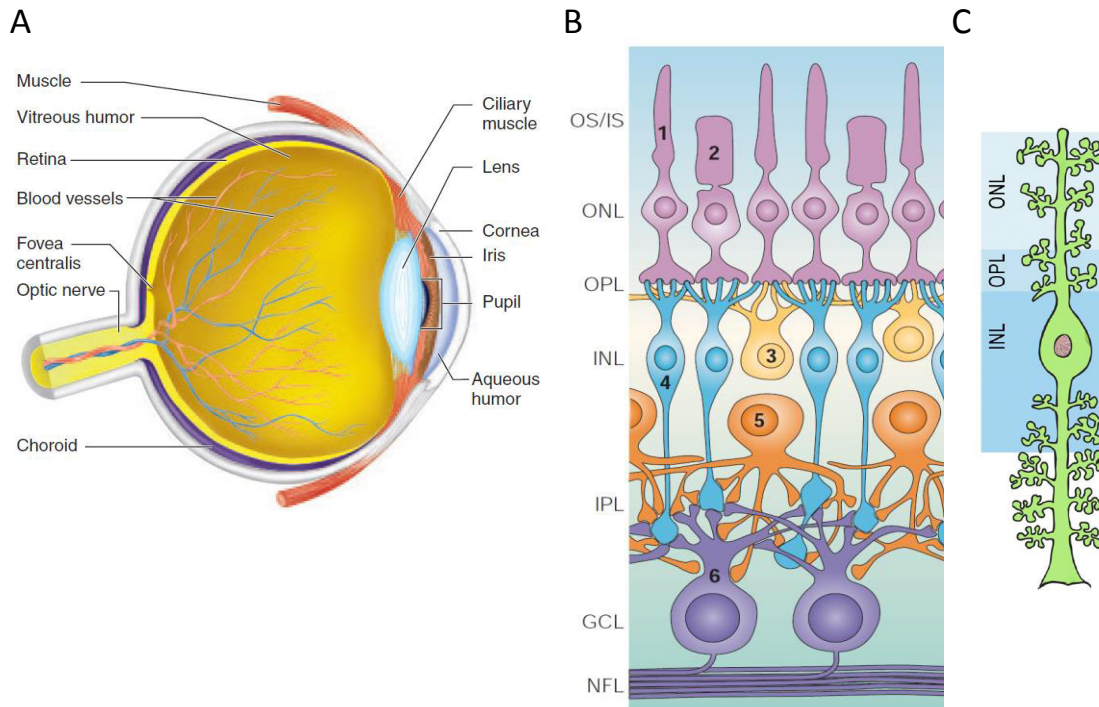 A
Muscle
Vitreous humor
Retina
Blood vessels
Fovea
centralis
Optic nerve
Choroid
Ciliary
muscle
Lens
Cornea
Iris
Pupil
Aqueous
humor
B
OS/IS
ONL
OPL
INL
IPL
GCL
NFL
1
2
3
4
5
6
C
ONL
OPL
INL